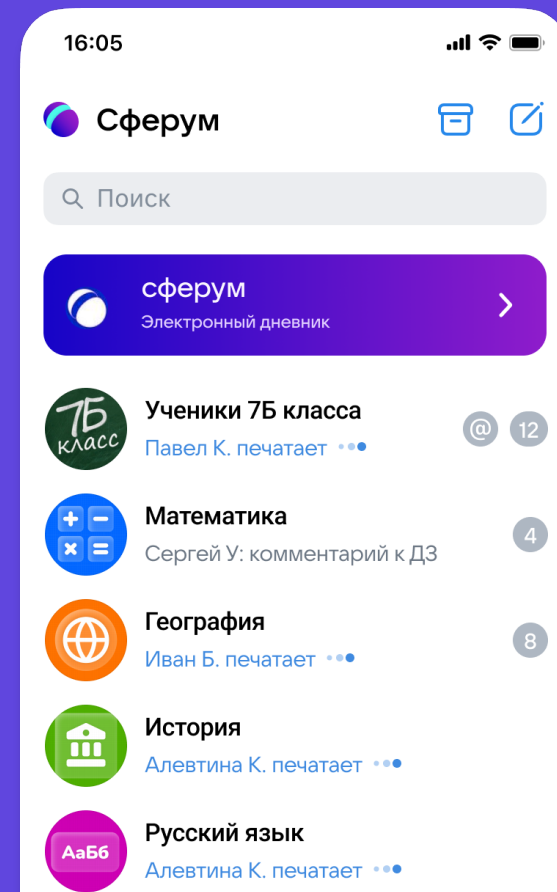 16:05
Сферум
Поиск
сферум
Электронный дневник
7Б
класс
Ученики 7Б класса
@ 12
Павел К. печатает
Математика
4
Сергей У: комментарий к ДЗ
География
8
Иван Б. печатает
История
Алевтина К. печатает
АаБб
Русский язык
Алевтина К. печатает